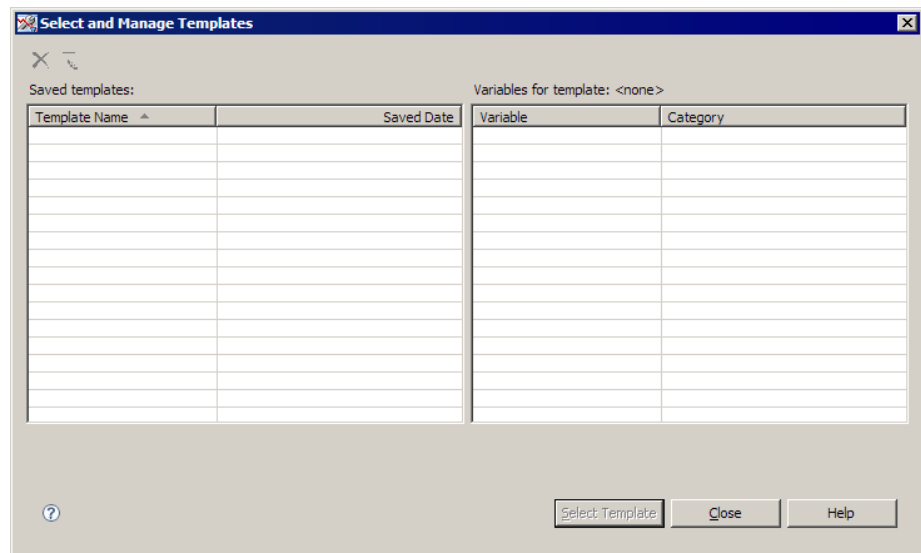 Select and Manage Templates
Saved templates:
Variables for template: <none>
Template Name
Saved Date
Variable
Category
Select Template
Close
Help